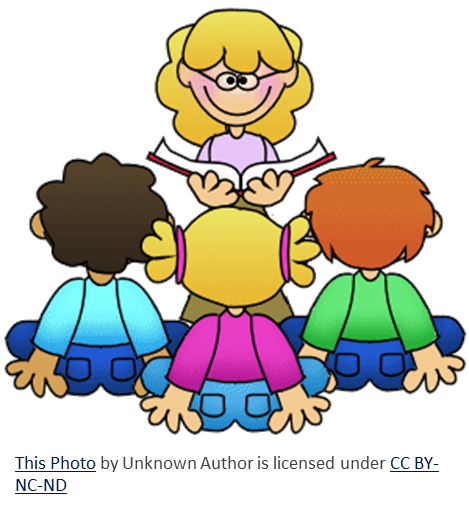 This Photo by Unknown Author is licensed under CC BY-
NC-ND